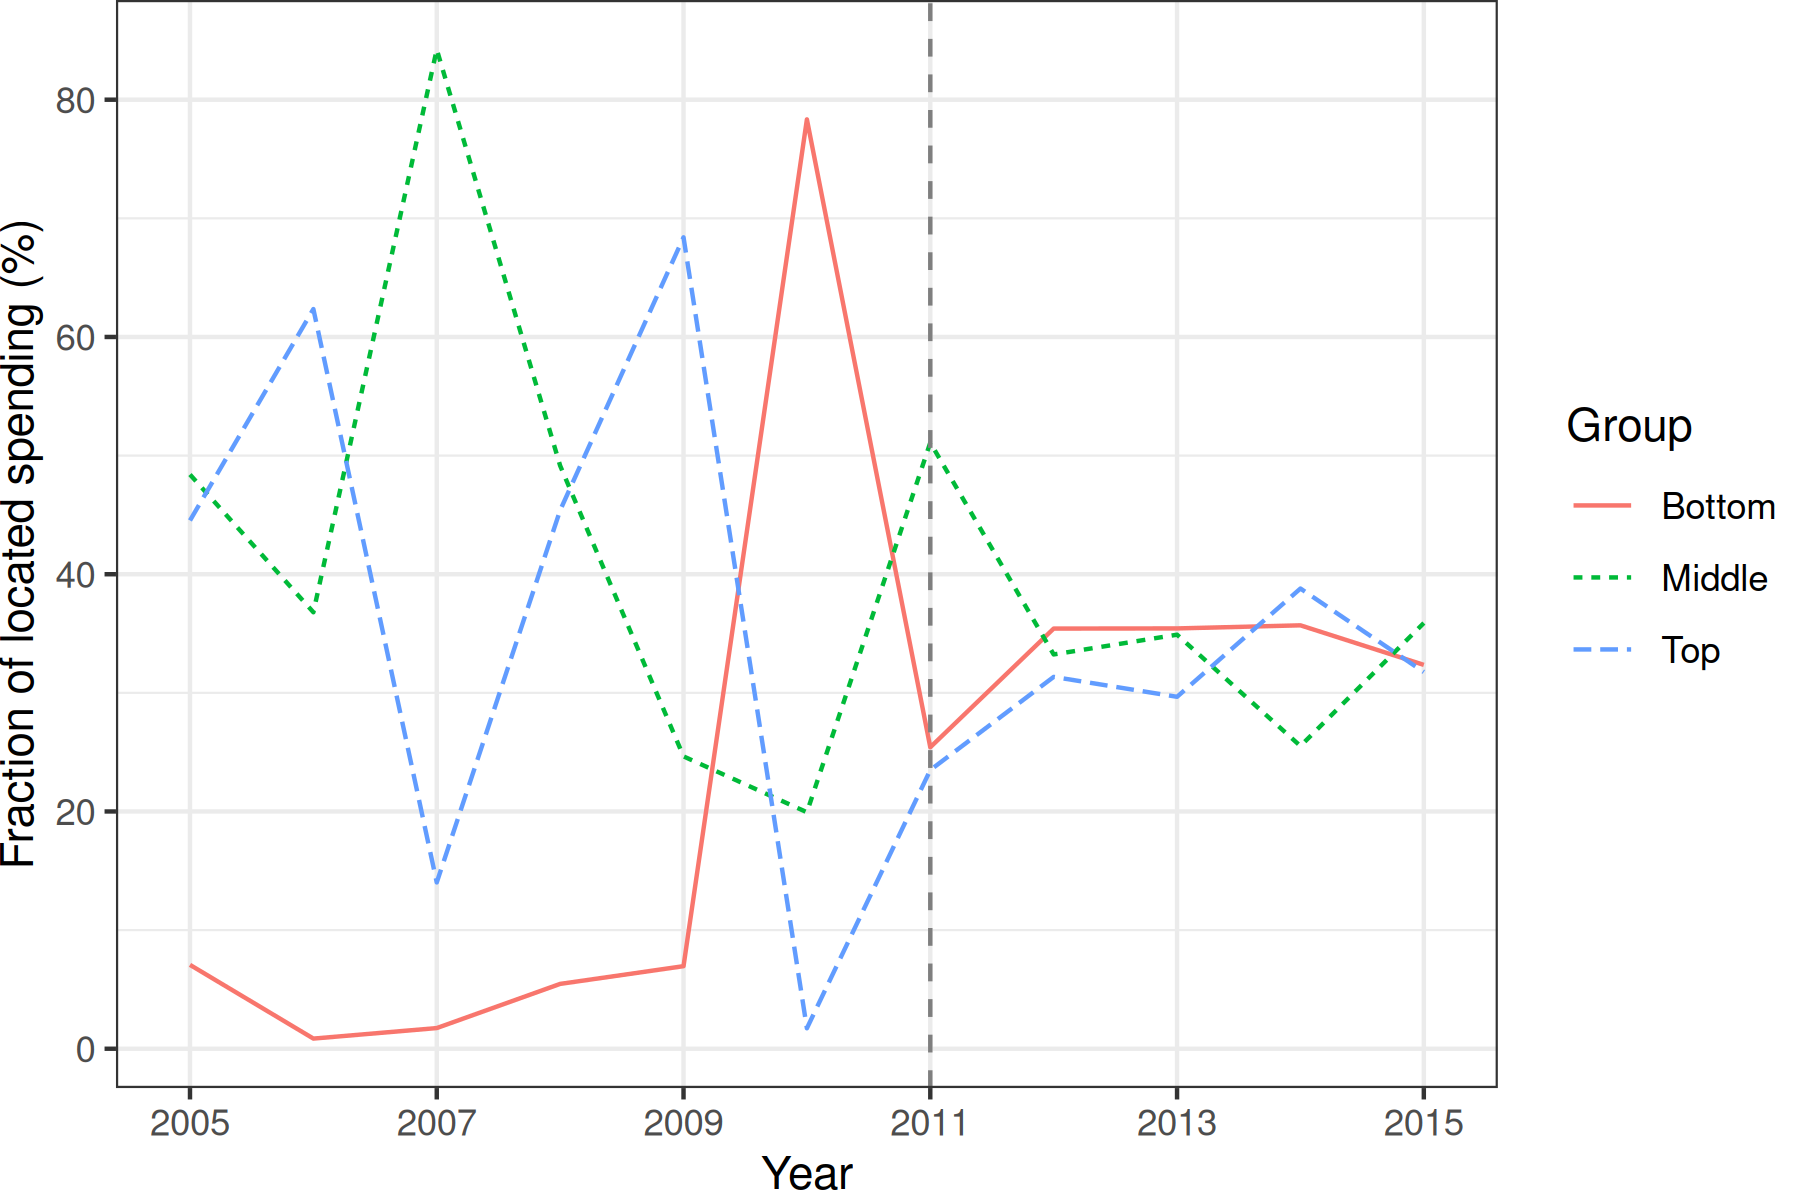 Fraction of located spending (%)
80
60
40
20
0
2005 2007 2009 2011 2013 2015
Year
Group
Bottom
Middle
Top